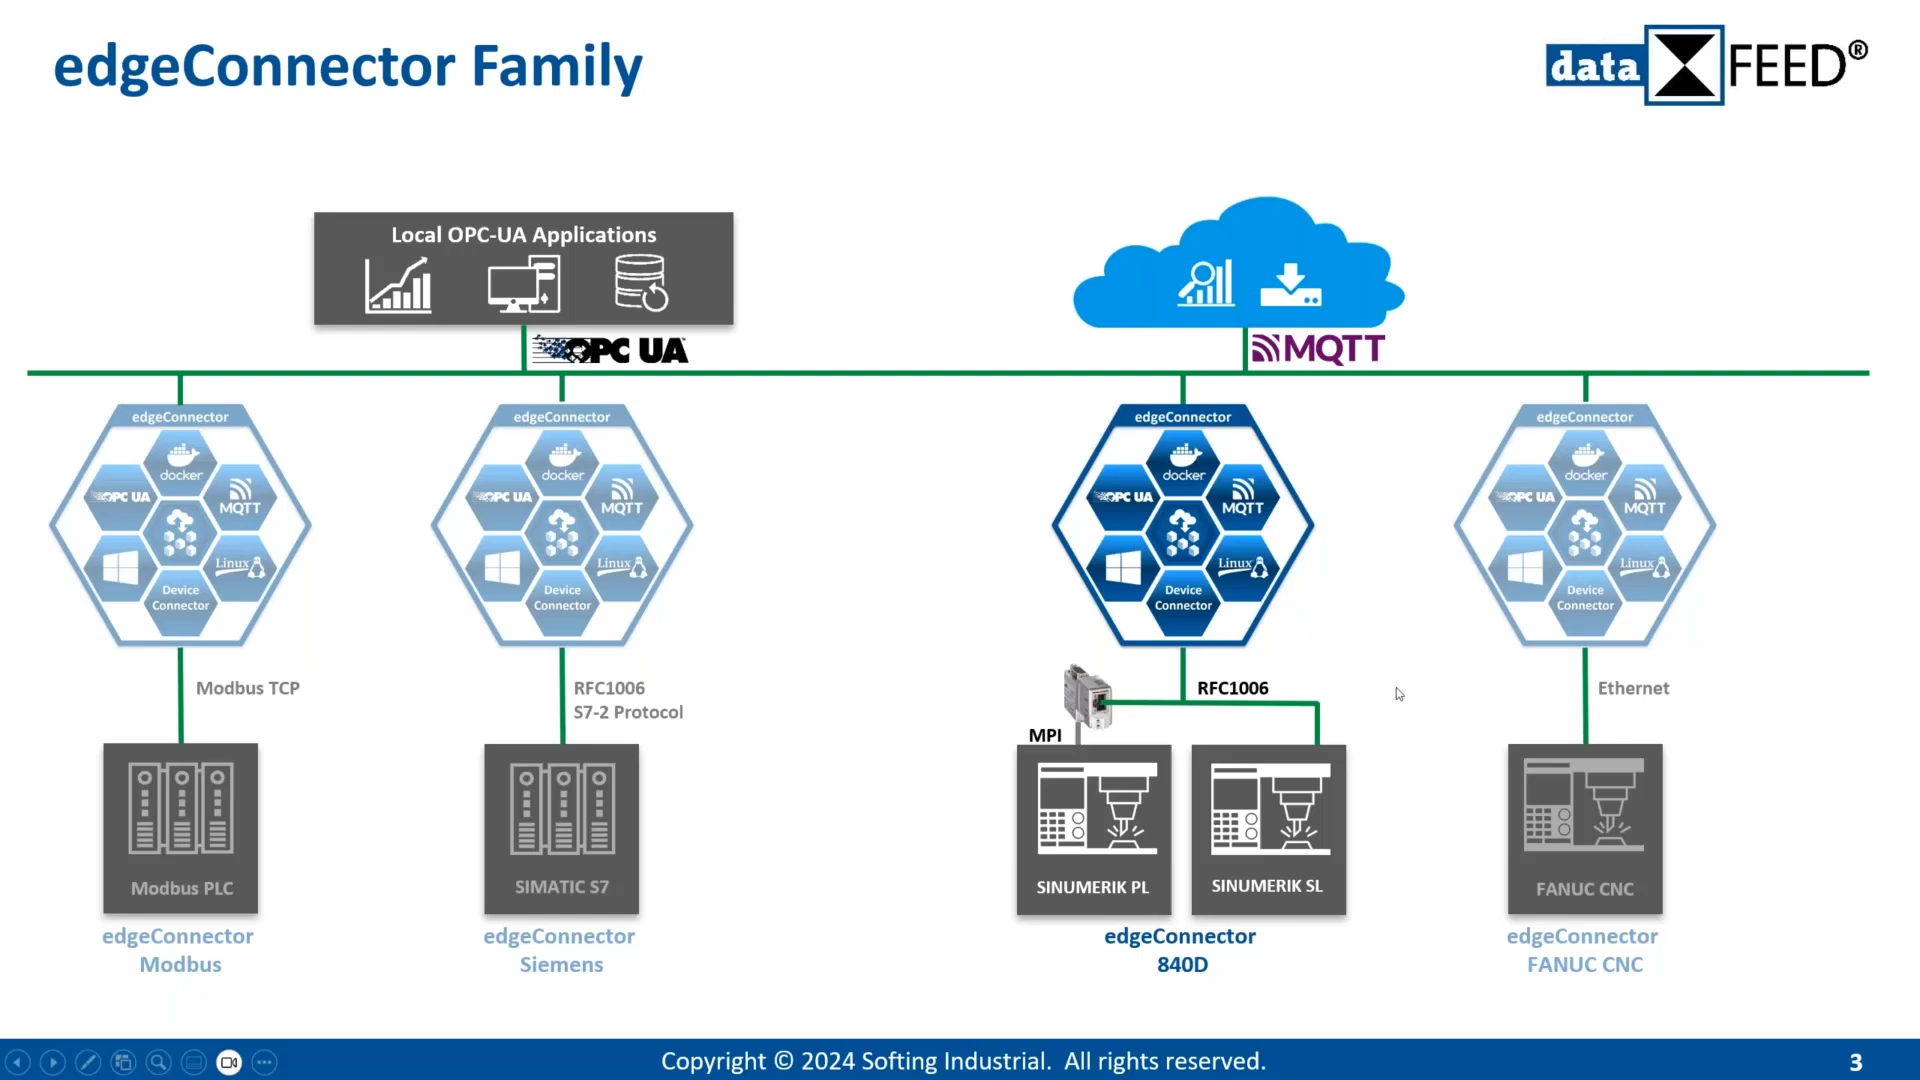 edgeConnector Family
data FEED®
Local OPC-UA Applications
OPC UA
MQTT
edgeConnector
docker
OPC UA
MQTT
Linux
Device
Connector
edgeConnector
docker
OPC UA
MQTT
Linux
Device
Connector
edgeConnector
docker
OPC UA
MQTT
Linux
Device
Connector
edgeConnector
docker
OPC UA
MQTT
Linux
Device
Connector
Modbus TCP
RFC1006
S7-2 Protocol
RFC1006
MPI
Ethernet
Modbus PLC
SIMATIC S7
SINUMERIK PL
SINUMERIK SL
FANUC CNC
edgeConnector
Modbus
edgeConnector
Siemens
edgeConnector
840D
edgeConnector
FANUC CNC
Copyright © 2024 Softing Industrial. All rights reserved.
3